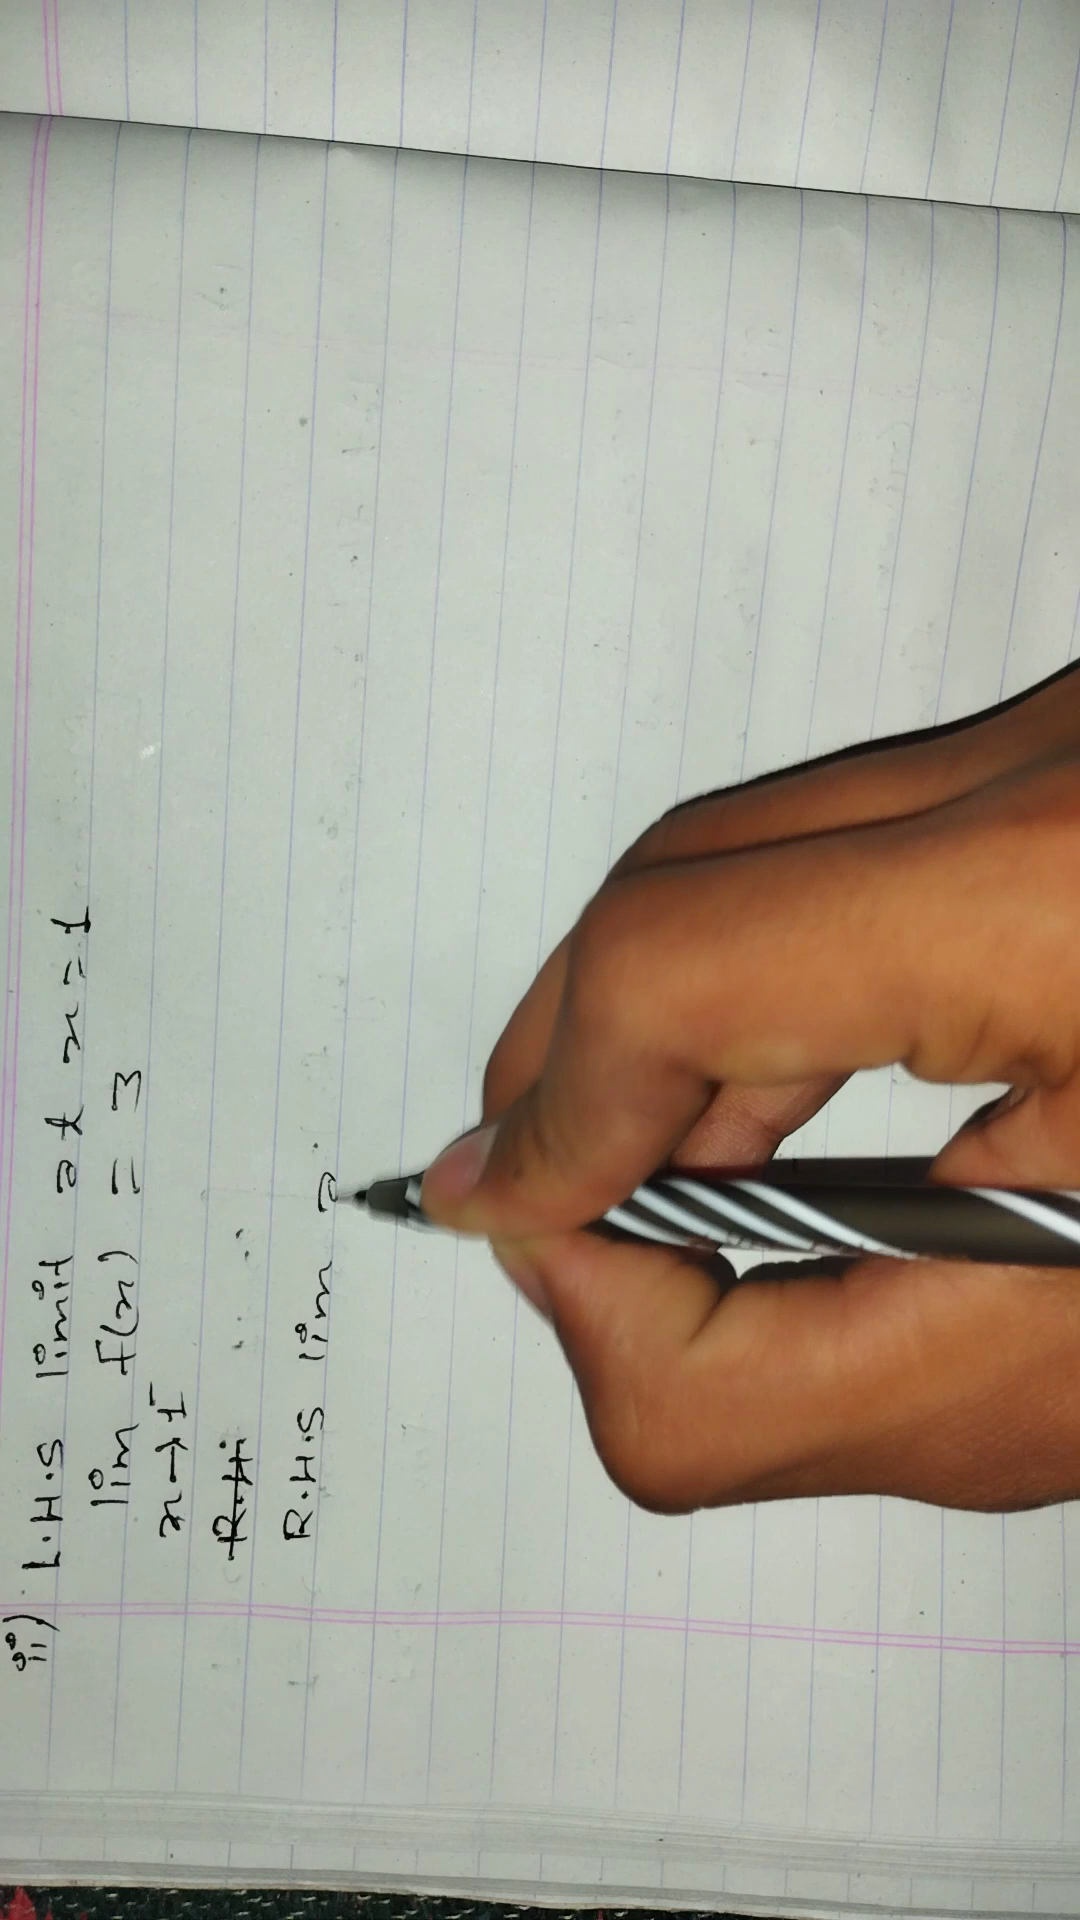 ii) L.H.S limit at x = 1
lim f(x) = 3
x→1⁻
R.H.
R.H.S lim a